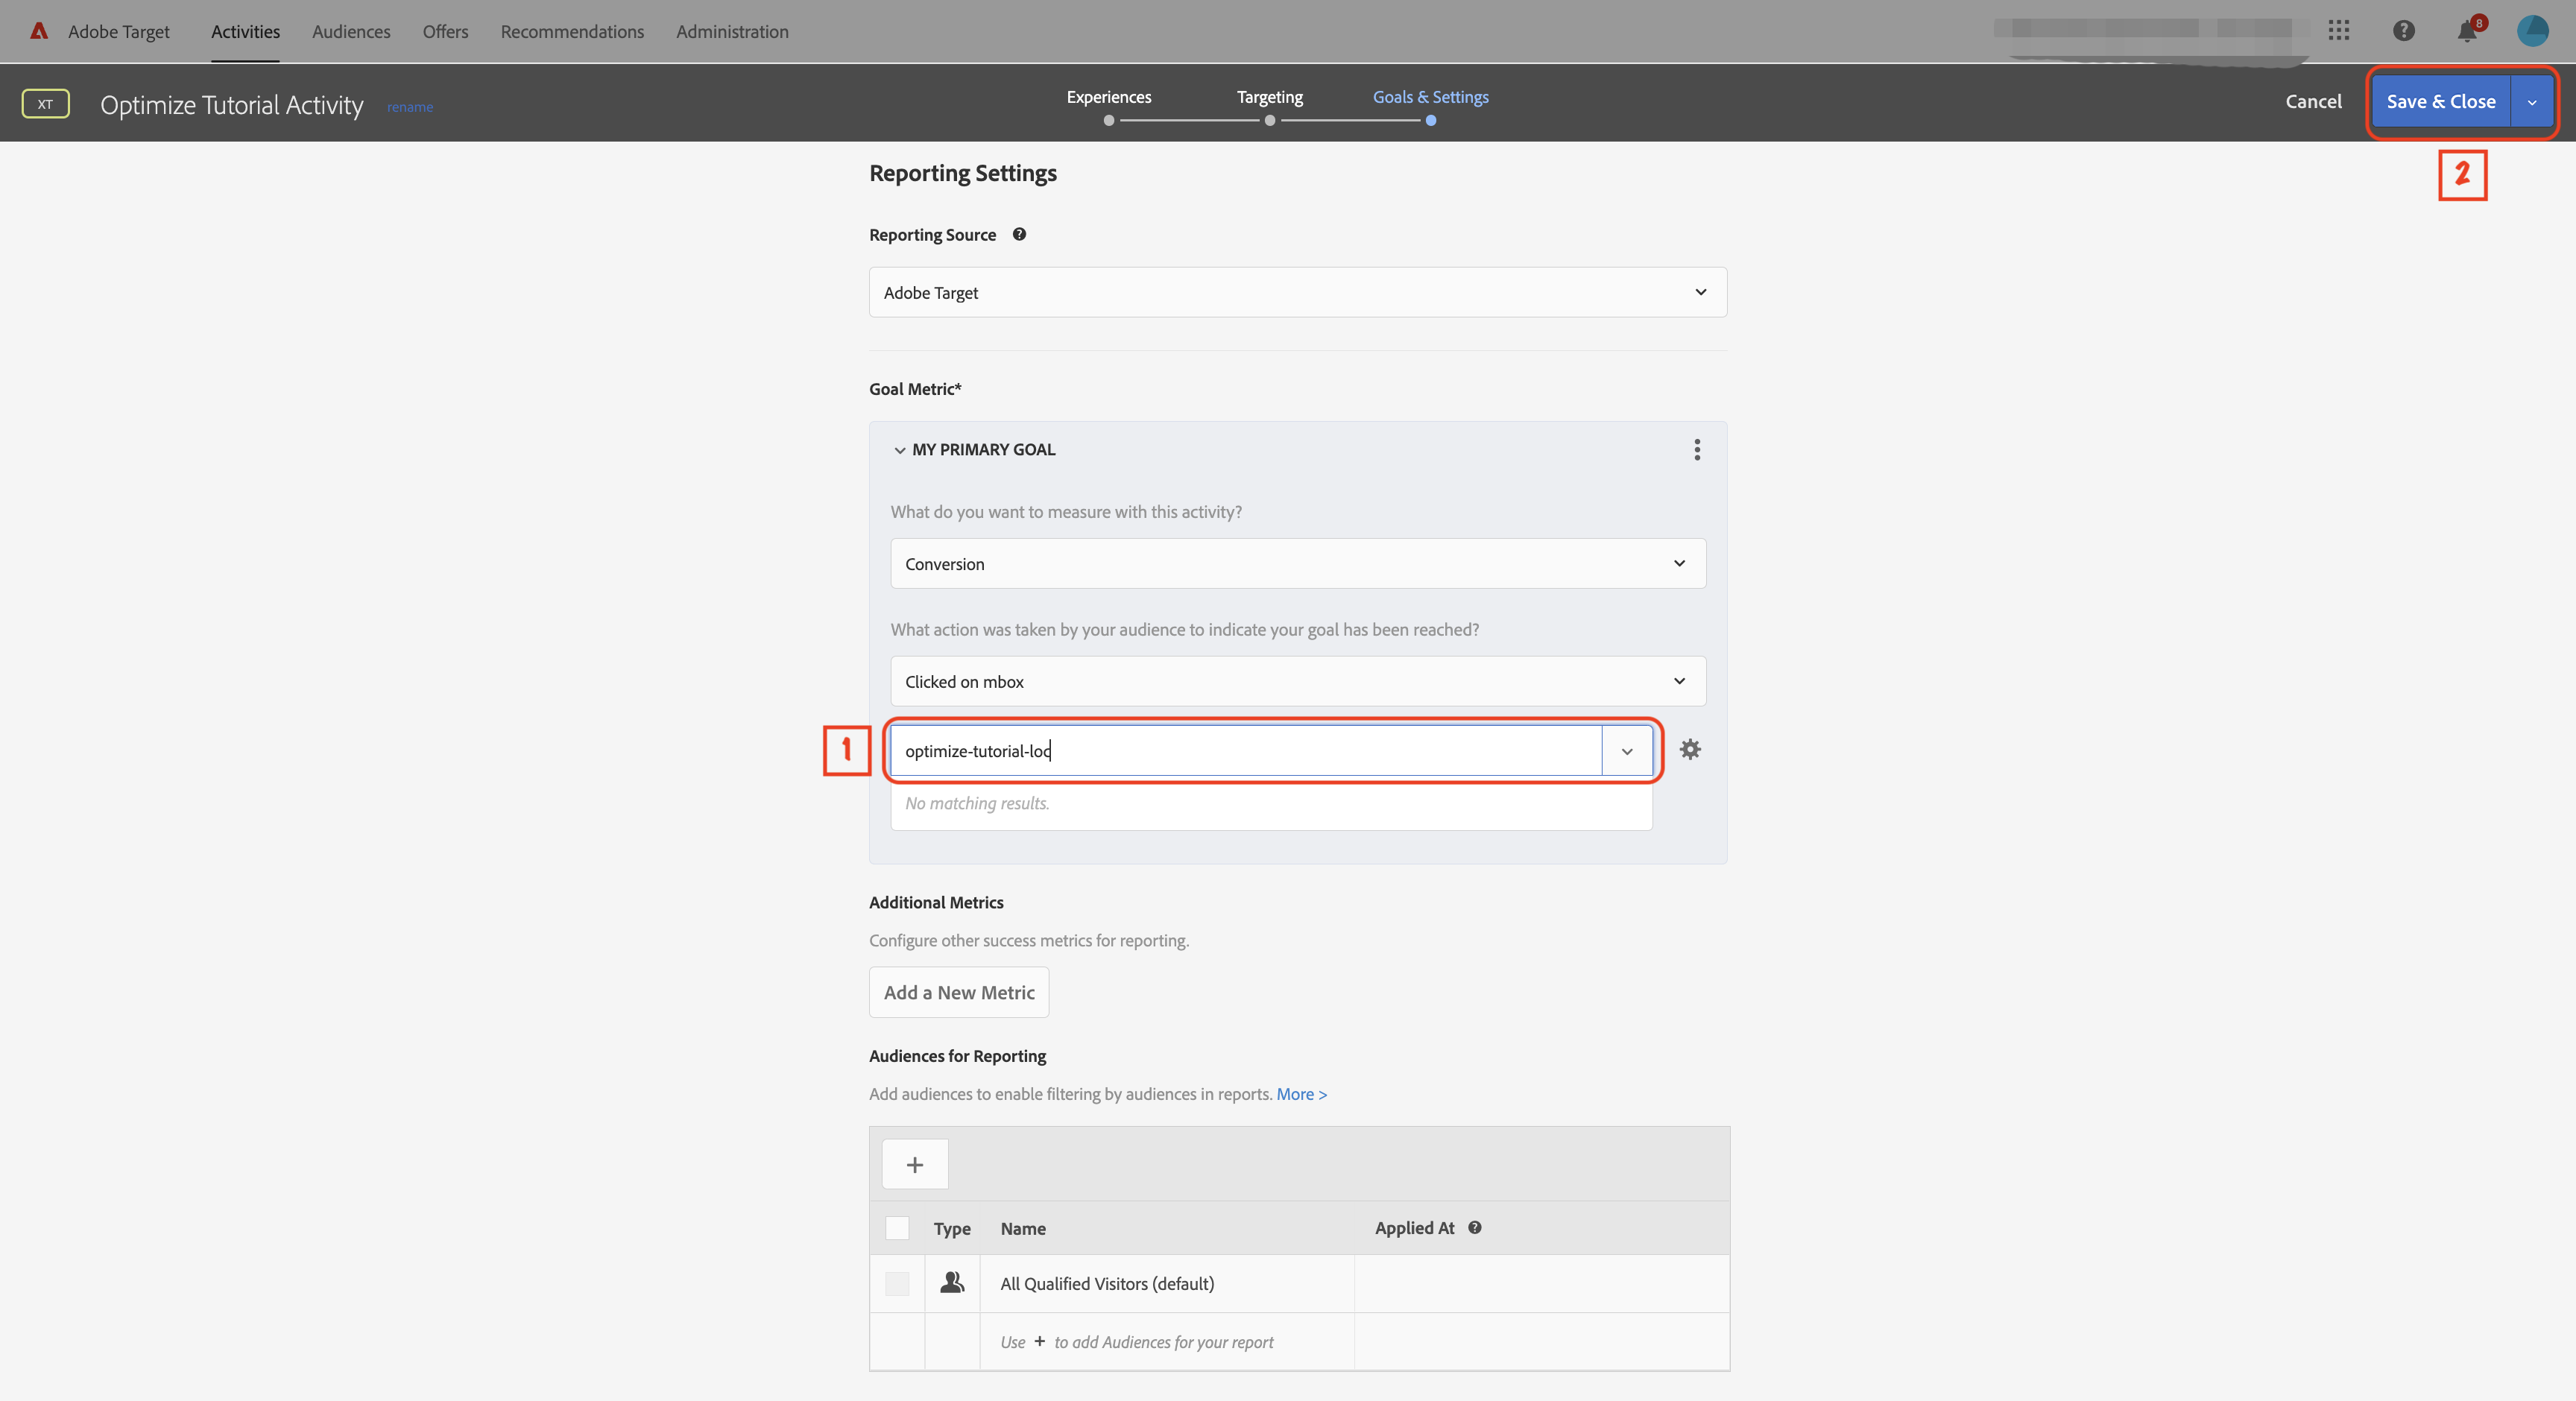 Adobe Target Activities Audiences Offers Recommendations Administration 8
XT Optimize Tutorial Activity rename Experiences Targeting Goals & Settings Cancel Save & Close
2
Reporting Settings
Reporting Source
Adobe Target
Goal Metric*
MY PRIMARY GOAL
What do you want to measure with this activity?
Conversion
What action was taken by your audience to indicate your goal has been reached?
Clicked on mbox
1 optimize-tutorial-loc
No matching results.
Additional Metrics
Configure other success metrics for reporting.
Add a New Metric
Audiences for Reporting
Add audiences to enable filtering by audiences in reports. More >
+
Type Name Applied At
All Qualified Visitors (default)
Use + to add Audiences for your report